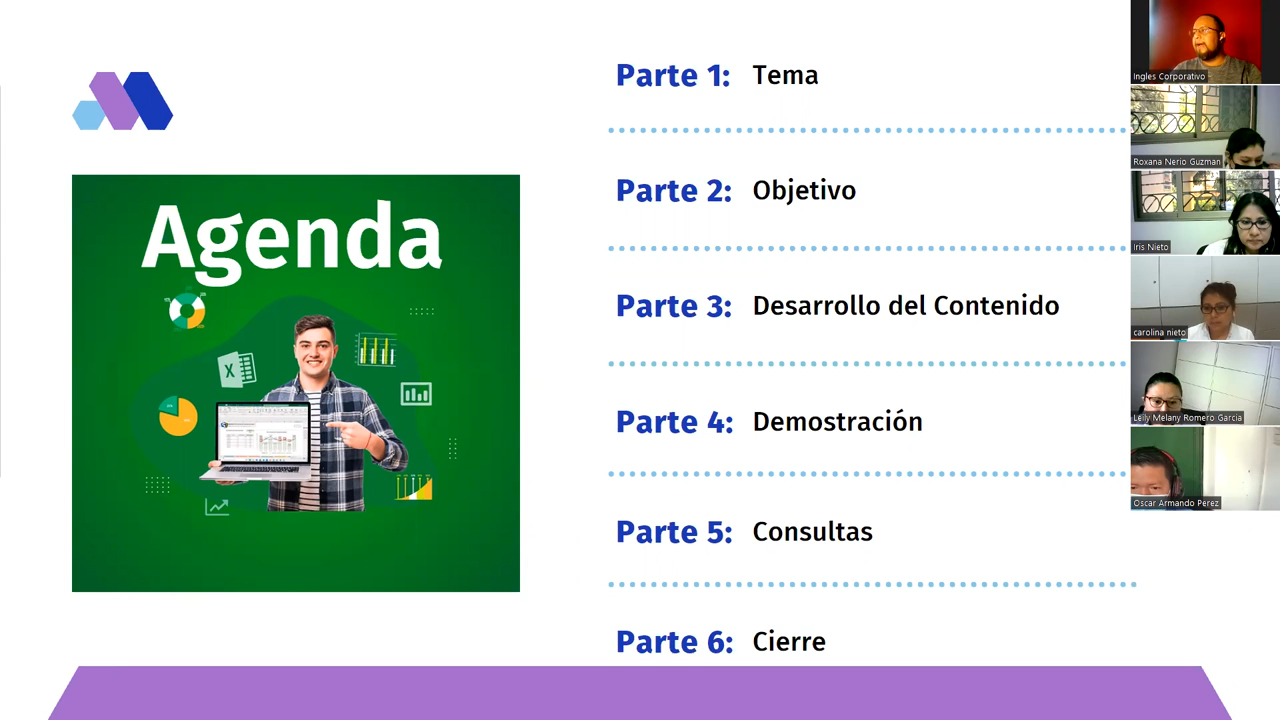 Agenda
Parte 1: Tema
Parte 2: Objetivo
Parte 3: Desarrollo del Contenido
Parte 4: Demostración
Parte 5: Consultas
Parte 6: Cierre
Ingles Corporativo
Roxana Nerio Guzman
Iris Nieto
carolina nieto
Leily Melany Romero Garcia
Oscar Armando Perez